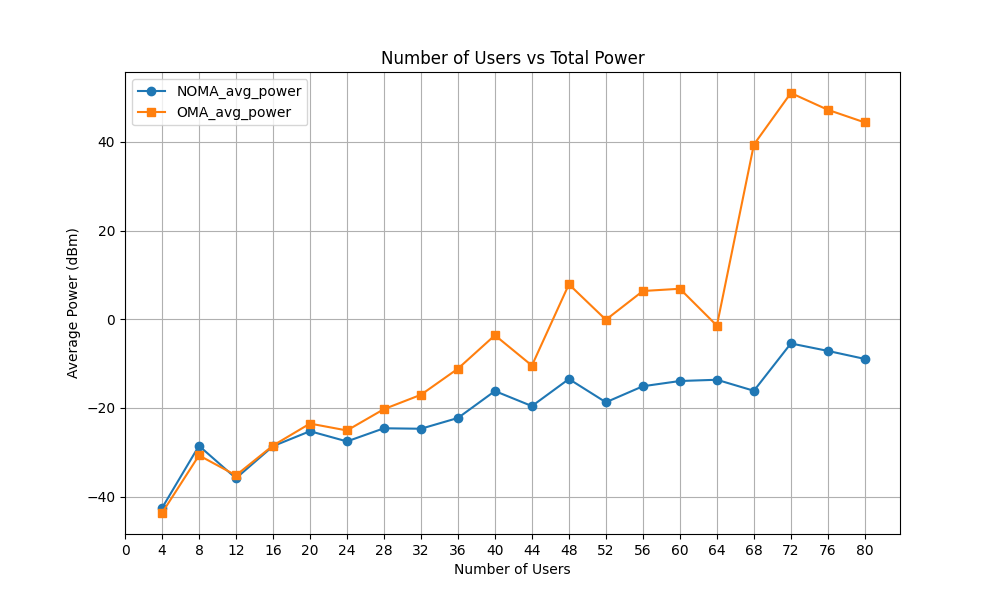 Number of Users vs Total Power
NOMA_avg_power
OMA_avg_power
Average Power (dBm)
40
20
0
−20
−40
0 4 8 12 16 20 24 28 32 36 40 44 48 52 56 60 64 68 72 76 80
Number of Users